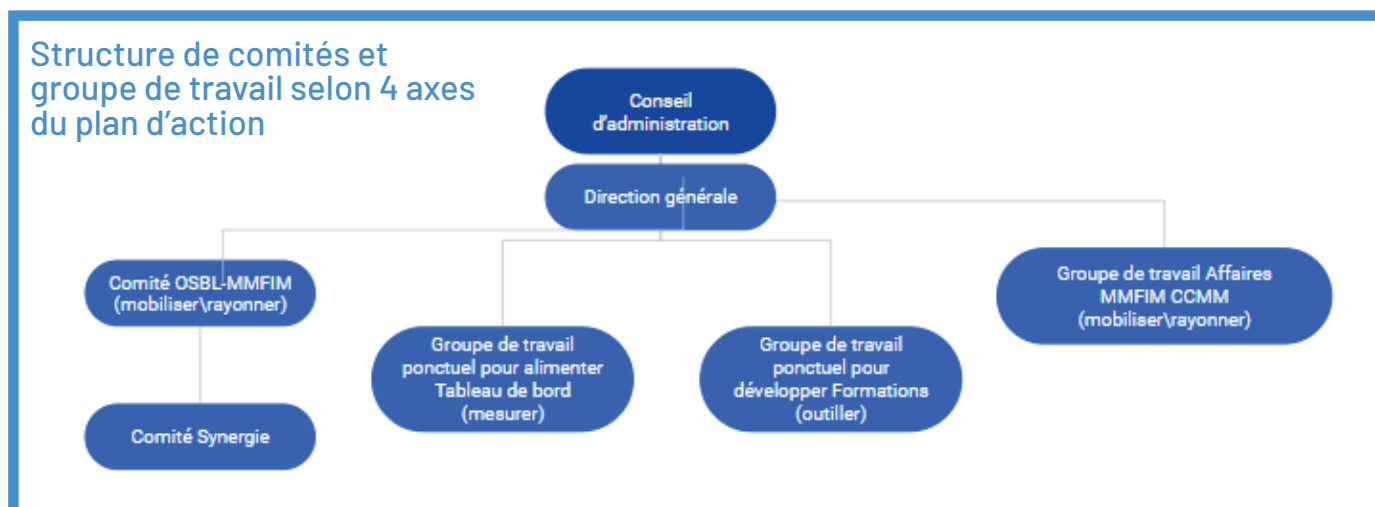 Structure de comités et
groupe de travail selon 4 axes
du plan d'action
Conseil
d'administration
Direction générale
Comité OSBL-MMFIM
(mobiliser\rayonner)
Groupe de travail Affaires
MMFIM CCMM
(mobiliser\rayonner)
Groupe de travail
ponctuel pour alimenter
Tableau de bord
(mesurer)
Groupe de travail
ponctuel pour
développer Formations
(outiller)
Comité Synergie